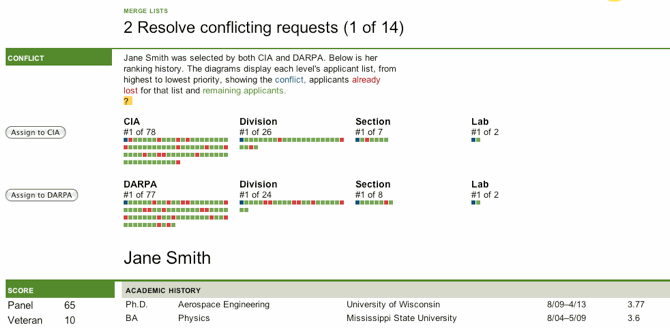 MERGE LISTS
2 Resolve conflicting requests (1 of 14)
CONFLICT
Jane Smith was selected by both CIA and DARPA. Below is her
ranking history. The diagrams display each level's applicant list, from
highest to lowest priority, showing the conflict, applicants already
lost for that list and remaining applicants.
?
CIA Division Section Lab
Assign to CIA #1 of 78 #1 of 26 #1 of 7 #1 of 2
DARPA Division Section Lab
Assign to DARPA #1 of 77 #1 of 24 #1 of 8 #1 of 2
Jane Smith
SCORE ACADEMIC HISTORY
Panel 65 Ph.D. Aerospace Engineering University of Wisconsin 8/09–4/13 3.77
Veteran 10 BA Physics Mississippi State University 8/04–5/09 3.6